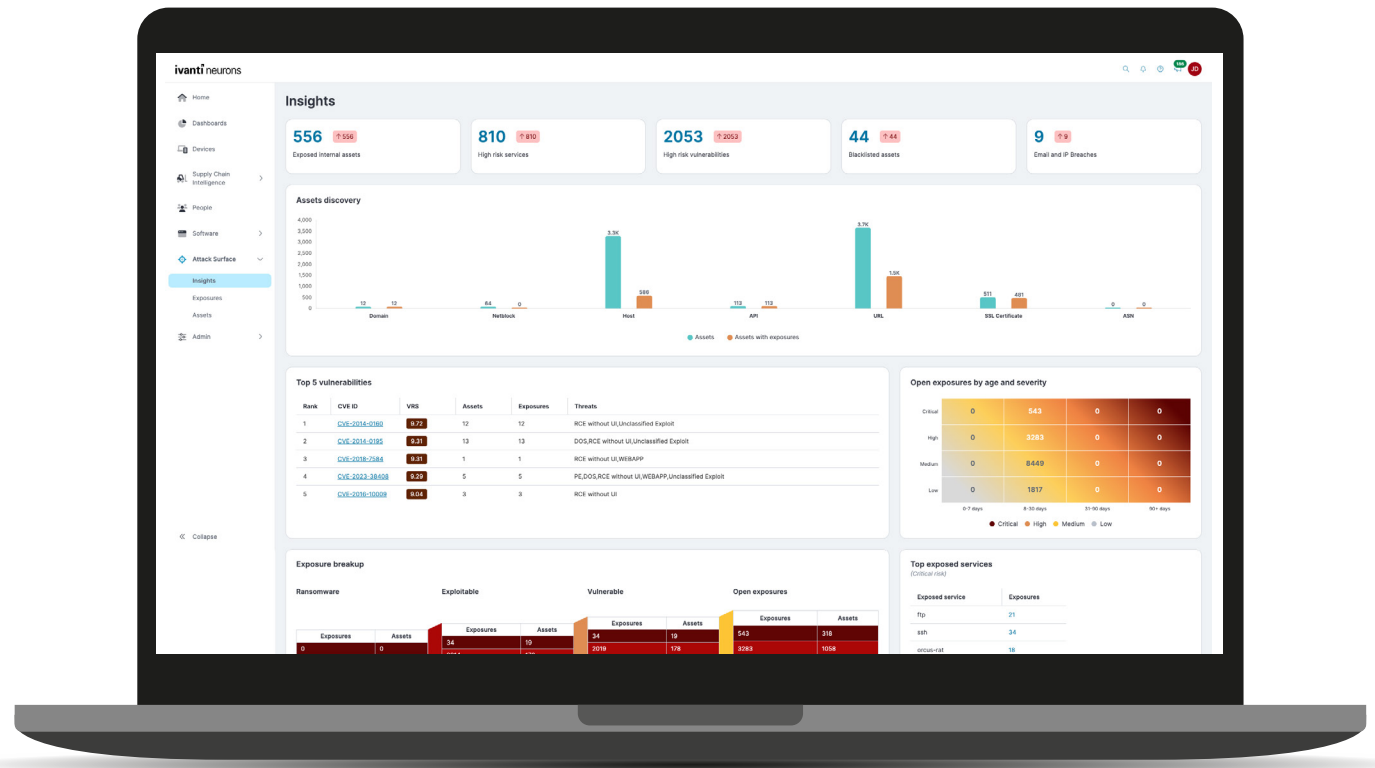 ivanti neurons
186
JD
Home
Dashboards
Devices
Supply Chain
Intelligence
People
Software
Attack Surface
Insights
Exposures
Assets
Admin
Collapse
Insights
556 ↑ 556
Exposed internal assets
810 ↑ 810
High risk services
2053 ↑ 2053
High risk vulnerabilities
44 ↑ 44
Blacklisted assets
9 ↑ 9
Email and IP Breaches
Assets discovery
4,000
3,500
3,000
2,500
2,000
1,500
1,000
500
0
12 12
64 0
3.3K 588
113 113
3.7K 1.5K
511 461
0 0
Domain Netblock Host API URL SSL Certificate ASN
Assets Assets with exposures
Top 5 vulnerabilities
Rank CVE ID VRS Assets Exposures Threats
1 CVE-2014-0160 9.72 12 12 RCE without UI,Unclassified Exploit
2 CVE-2014-0195 9.31 13 13 DOS,RCE without UI,Unclassified Exploit
3 CVE-2018-7584 9.31 1 1 RCE without UI,WEBAPP
4 CVE-2023-38408 9.29 5 5 PE,DOS,RCE without UI,WEBAPP,Unclassified Exploit
5 CVE-2016-10009 9.04 3 3 RCE without UI
Open exposures by age and severity
Critical 0 543 0 0
High 0 3283 0 0
Medium 0 8449 0 0
Low 0 1817 0 0
0-7 days 8-30 days 31-90 days 90+ days
Critical High Medium Low
Exposure breakup
Ransomware
Exposures Assets
0 0
Exploitable
Exposures Assets
34 19
Vulnerable
Exposures Assets
34 19
2019 178
Open exposures
Exposures Assets
543 318
3283 1058
Top exposed services
(Critical risk)
Exposed service Exposures
ftp 21
ssh 34
orcus-rat 18